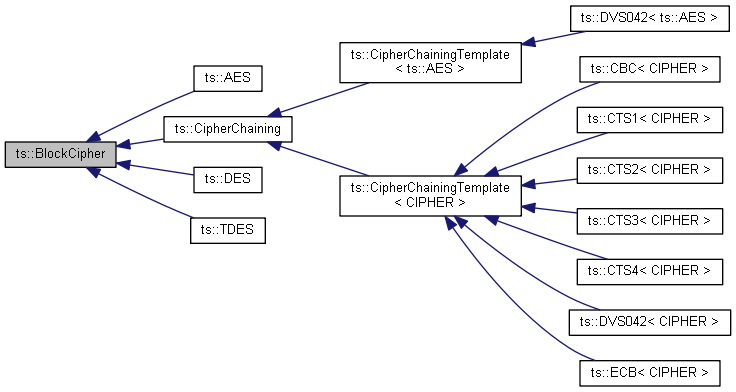 ts::BlockCipher
ts::AES
ts::CipherChaining
ts::DES
ts::TDES
ts::CipherChainingTemplate
< ts::AES >
ts::CipherChainingTemplate
< CIPHER >
ts::DVS042< ts::AES >
ts::CBC< CIPHER >
ts::CTS1< CIPHER >
ts::CTS2< CIPHER >
ts::CTS3< CIPHER >
ts::CTS4< CIPHER >
ts::DVS042< CIPHER >
ts::ECB< CIPHER >